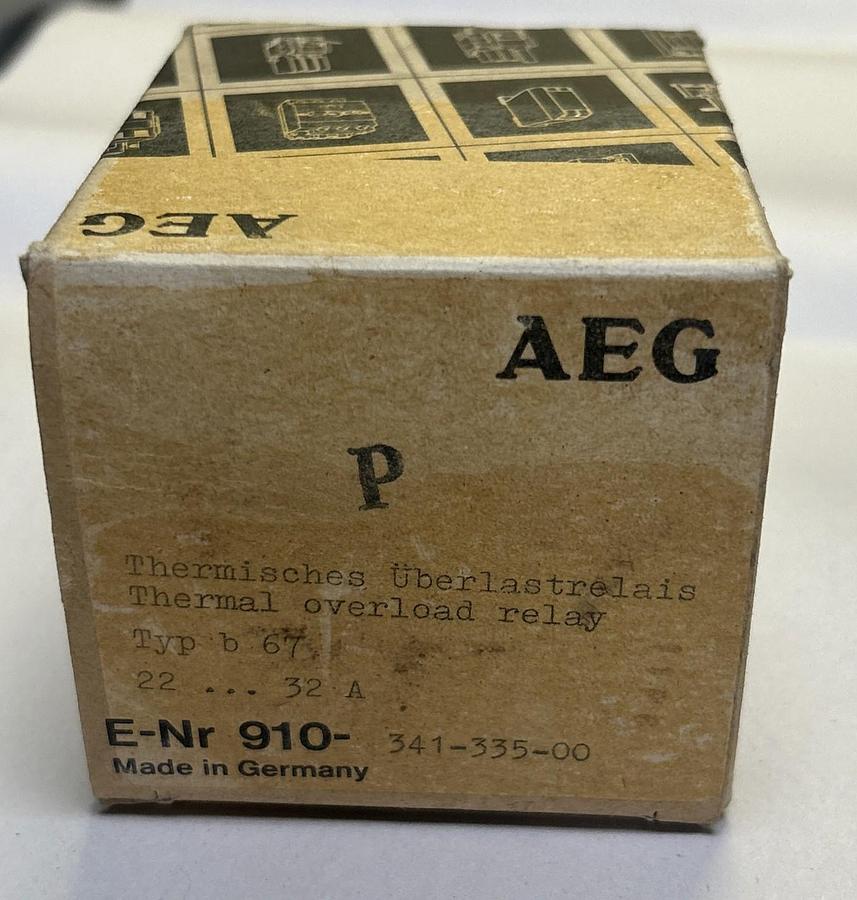 AEG
AEG
P
Thermisches Überlastrelais
Thermal overload relay
Typ b 67
22 ... 32 A
E-Nr 910- 341-335-00
Made in Germany